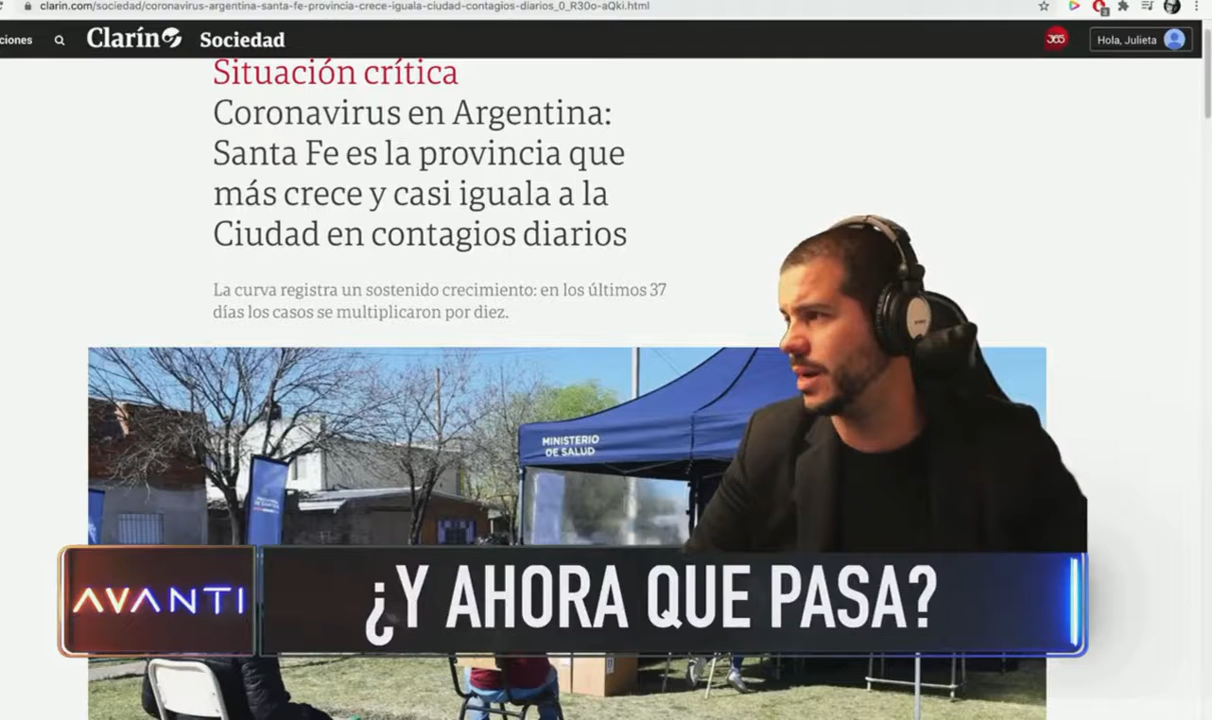 clarin.com/sociedad/coronavirus-argentina-santa-fe-provincia-crece-iguala-ciudad-contagios-diarios_0_R30o-aQki.html
ciones
Clarín
Sociedad
365
Hola, Julieta
Situación crítica
Coronavirus en Argentina:
Santa Fe es la provincia que
más crece y casi iguala a la
Ciudad en contagios diarios
La curva registra un sostenido crecimiento: en los últimos 37
días los casos se multiplicaron por diez.
MINISTERIO
DE SALUD
AVANTI
¿Y AHORA QUE PASA?